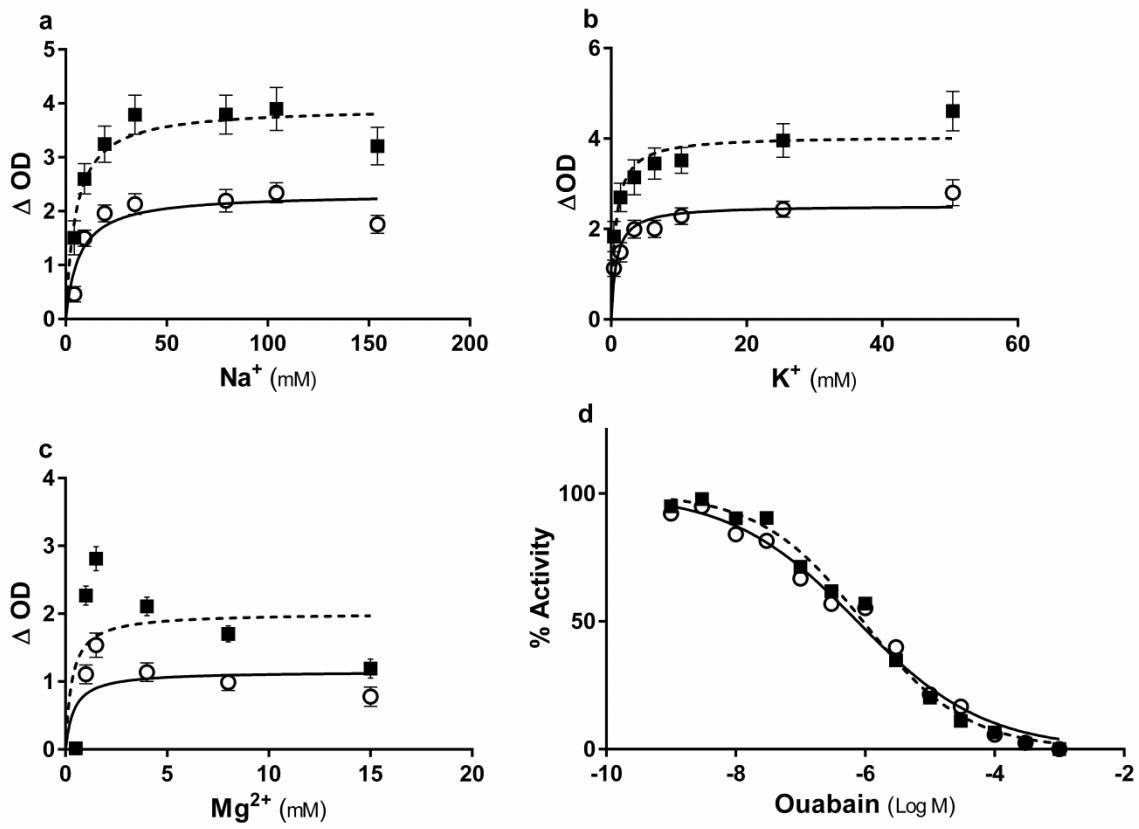 a
Δ OD
5
4
3
2
1
0
0 50 100 150 200
Na⁺ (mM)
b
ΔOD
6
4
2
0
0 20 40 60
K⁺ (mM)
c
Δ OD
4
3
2
1
0
0 5 10 15 20
Mg²⁺ (mM)
d
% Activity
100
50
0
-10 -8 -6 -4 -2
Ouabain (Log M)